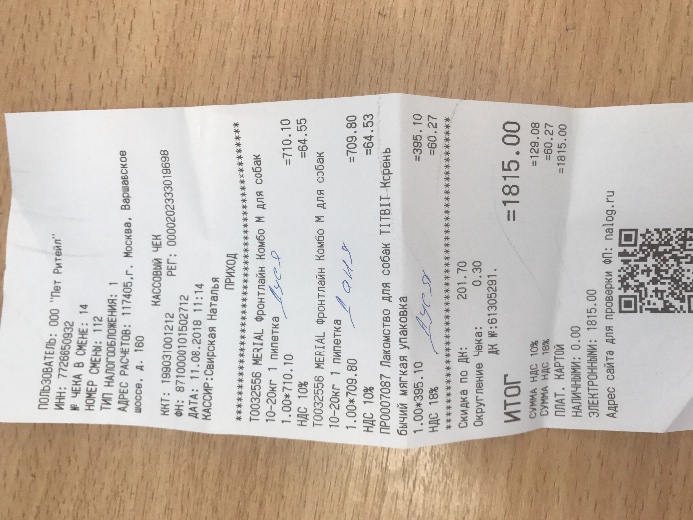 ПОЛЬЗОВАТЕЛЬ: ООО "Пет Ритейл"
ИНН: 7726650932
№ ЧЕКА В СМЕНЕ: 14
НОМЕР СМЕНЫ: 112
ТИП НАЛОГООБЛОЖЕНИЯ: 1
АДРЕС РАСЧЕТОВ: 117405,г. Москва, Варшавское
шоссе, д. 160
КАССОВЫЙ ЧЕК
ККТ: 199031001212 РЕГ: 0000202333019698
ФН: 8710000101502712
ДАТА: 11.08.2018 11:14
КАССИР:Свирская Наталья
ПРИХОД
Т0032556 MERIAL Фронтлайн Комбо М для собак
10-20кг 1 пипетка Дуся
1.00*710.10 =710.10
НДС 10% =64.55
Т0032556 MERIAL Фронтлайн Комбо М для собак
10-20кг 1 пипетка
1.00*709.80 =709.80
НДС 10% =64.53
ПР0007087 Лакомство для собак TITBIT Корень
бычий мягкая упаковка Дуся
1.00*395.10 =395.10
НДС 18% =60.27
Скидка по ДК: 201.70
Округление Чека: 0.30
ДК №:61305291.
ИТОГ =1815.00
СУММА НДС 10% =129.08
СУММА НДС 18% =60.27
ПЛАТ. КАРТОЙ =1815.00
НАЛИЧНЫМИ: 0.00
ЭЛЕКТРОННЫМИ: 1815.00
Адрес сайта для проверки ФП: nalog.ru